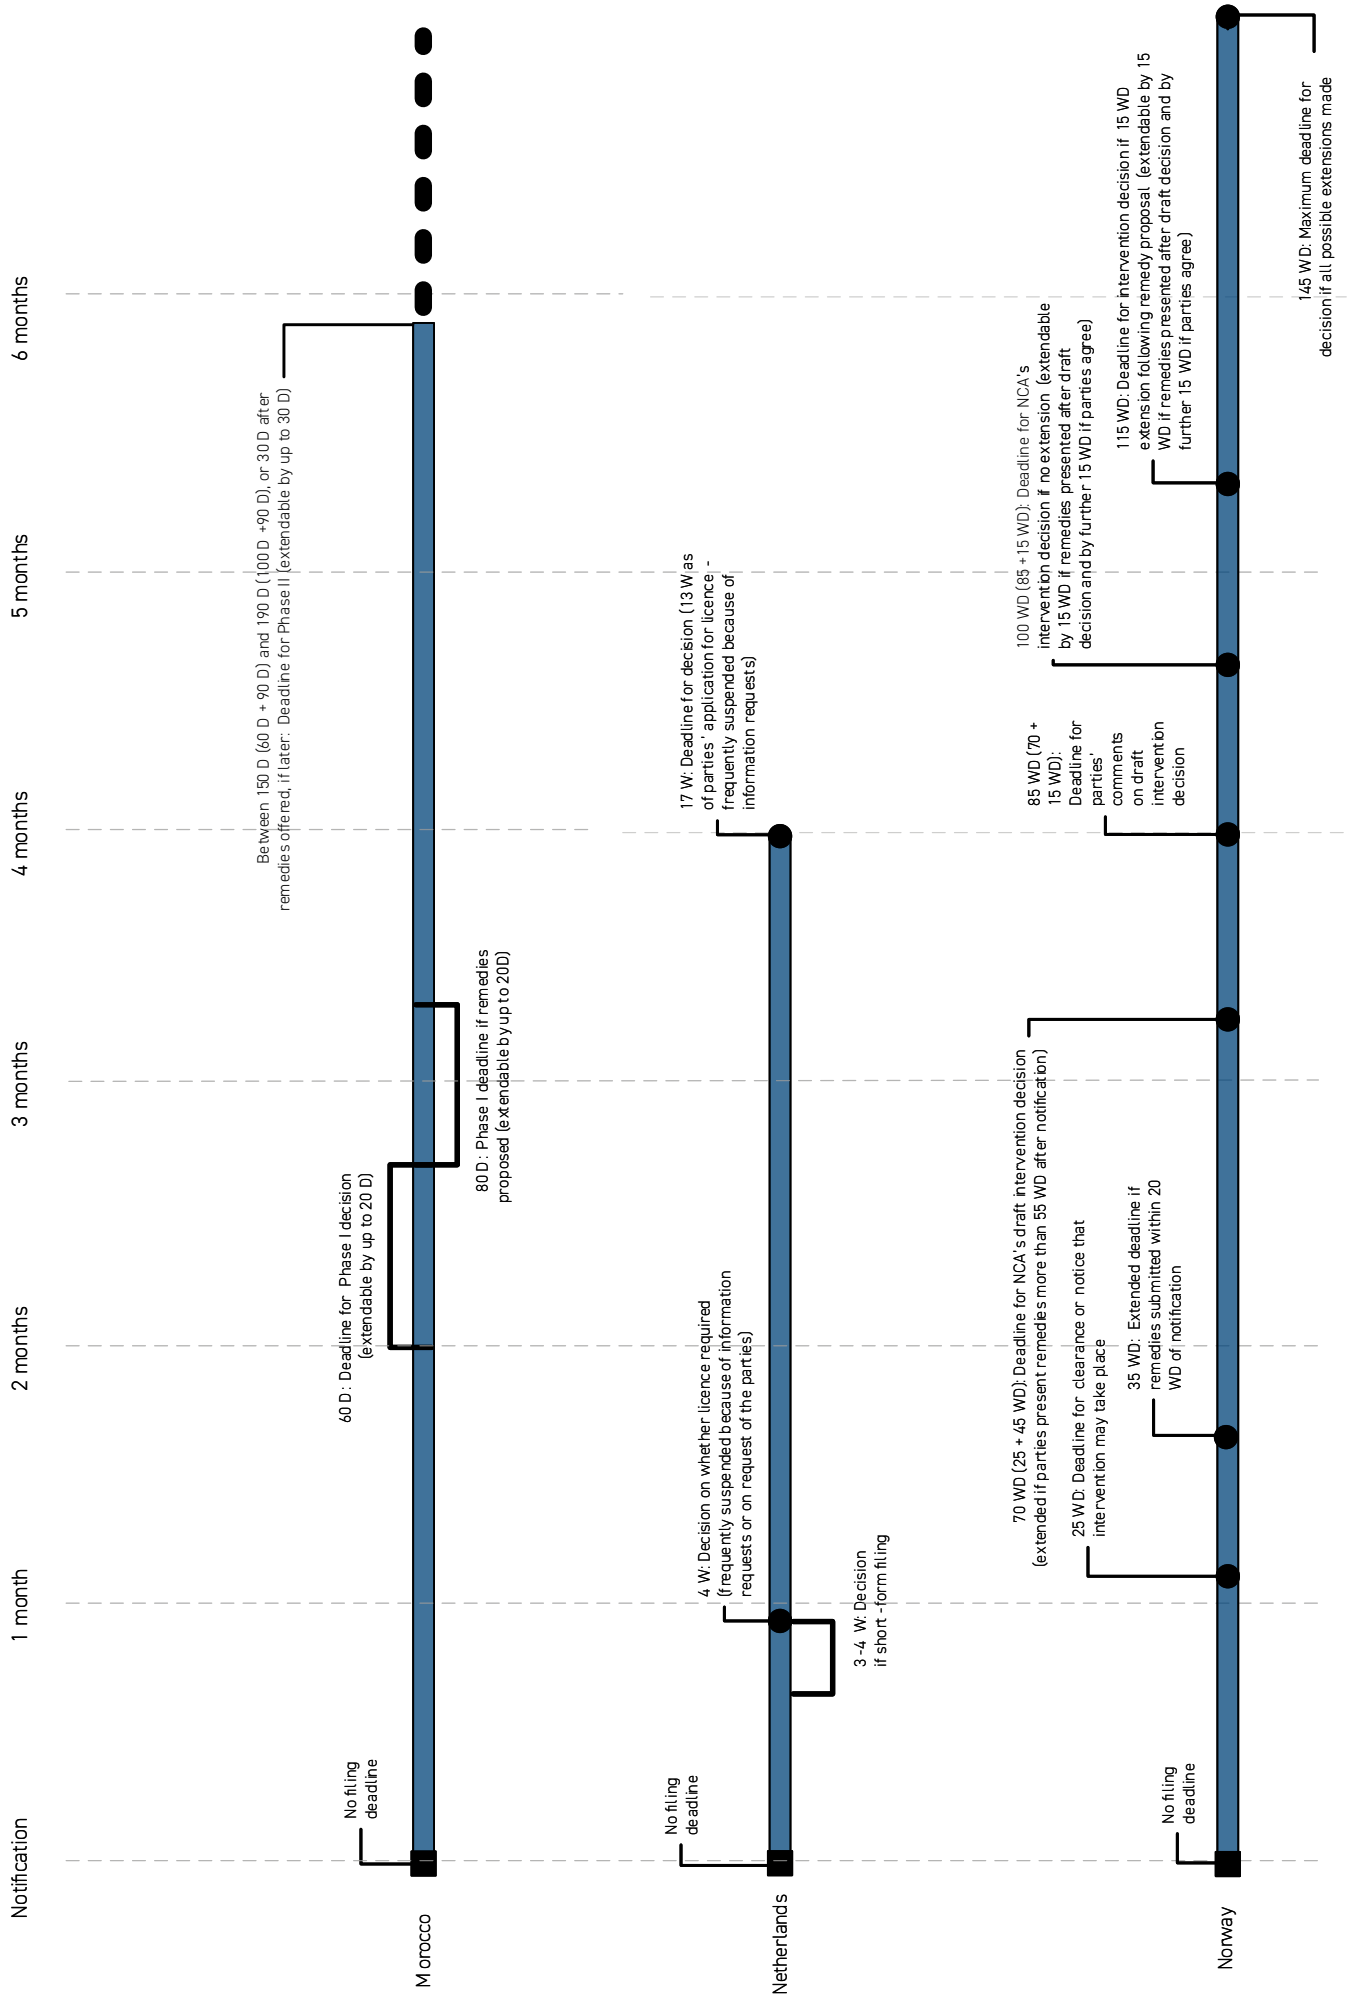 Notification
1 month
2 months
3 months
4 months
5 months
6 months
Morocco
No filing
deadline
60 D: Deadline for Phase I decision
(extendable by up to 20 D)
80 D: Phase I deadline if remedies
proposed (extendable by up to 20D)
Between 150 D (60 D + 90 D) and 190 D (100 D +90 D), or 30 D after
remedies offered, if later: Deadline for Phase II (extendable by up to 30 D)
Netherlands
No filing
deadline
4 W: Decision on whether licence required
(frequently suspended because of information
requests or on request of the parties)
3-4 W: Decision
if short-form filing
17 W: Deadline for decision (13 W as
of parties' application for licence -
frequently suspended because of
information requests)
Norway
No filing
deadline
25 WD: Deadline for clearance or notice that
intervention may take place
35 WD: Extended deadline if
remedies submitted within 20
WD of notification
70 WD (25 + 45 WD): Deadline for NCA's draft intervention decision
(extended if parties present remedies more than 55 WD after notification)
85 WD (70 +
15 WD):
Deadline for
parties'
comments
on draft
intervention
decision
100 WD (85 +15 WD): Deadline for NCA's
intervention decision if no extension (extendable
by 15 WD if remedies presented after draft
decision and by further 15 WD if parties agree)
115 WD: Deadline for intervention decision if 15 WD
extension following remedy proposal (extendable by 15
WD if remedies presented after draft decision and by
further 15 WD if parties agree)
145 WD: Maximum deadline for
decision if all possible extensions made